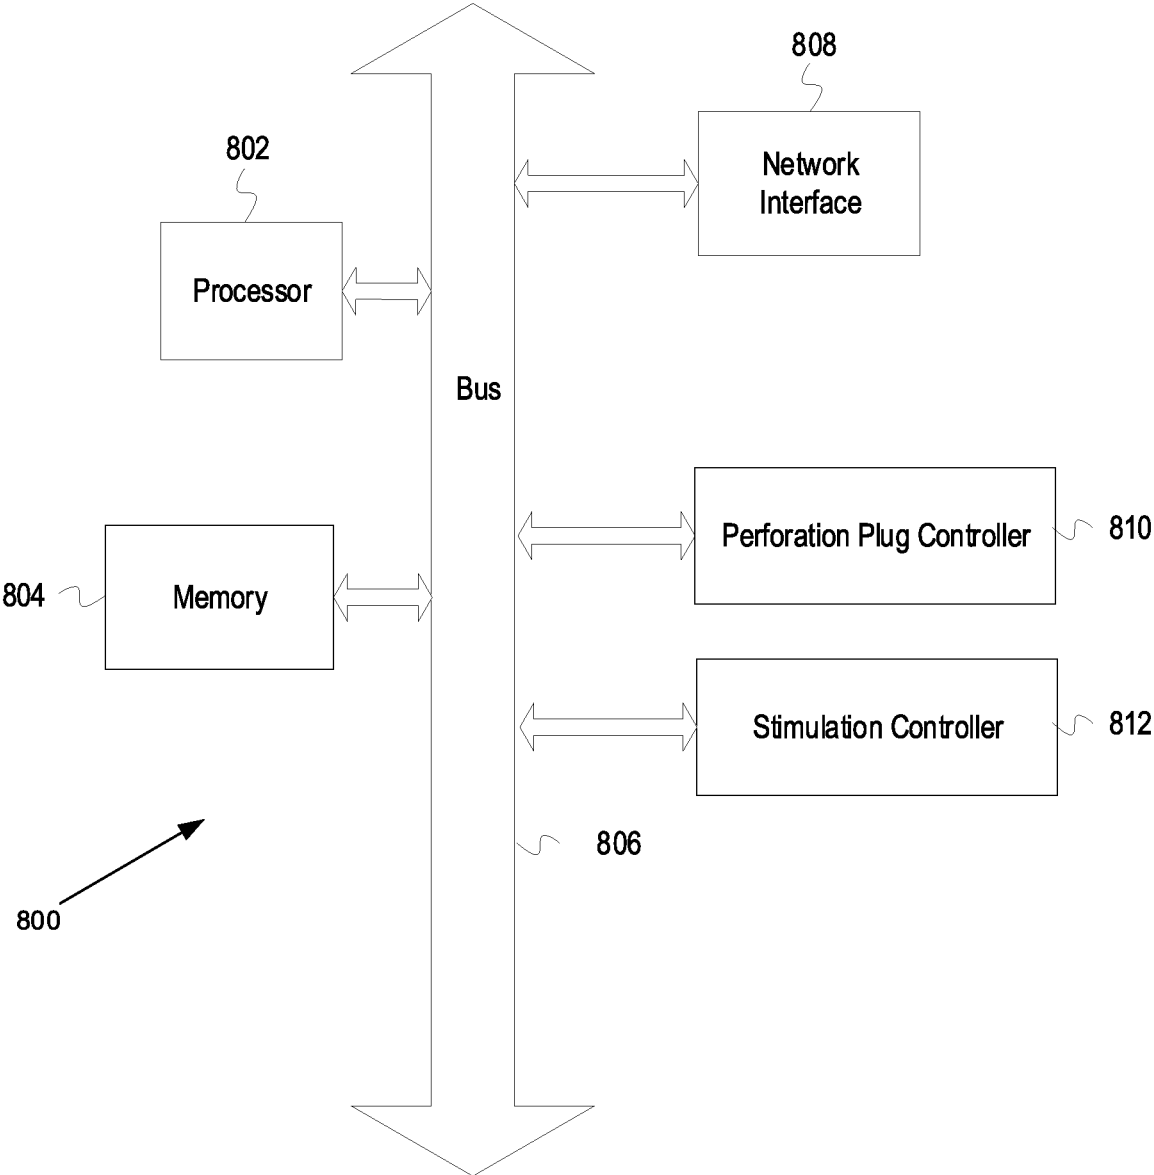 808
Network
Interface
802
Processor
Bus
810
Perforation Plug Controller
804
Memory
812
Stimulation Controller
806
800